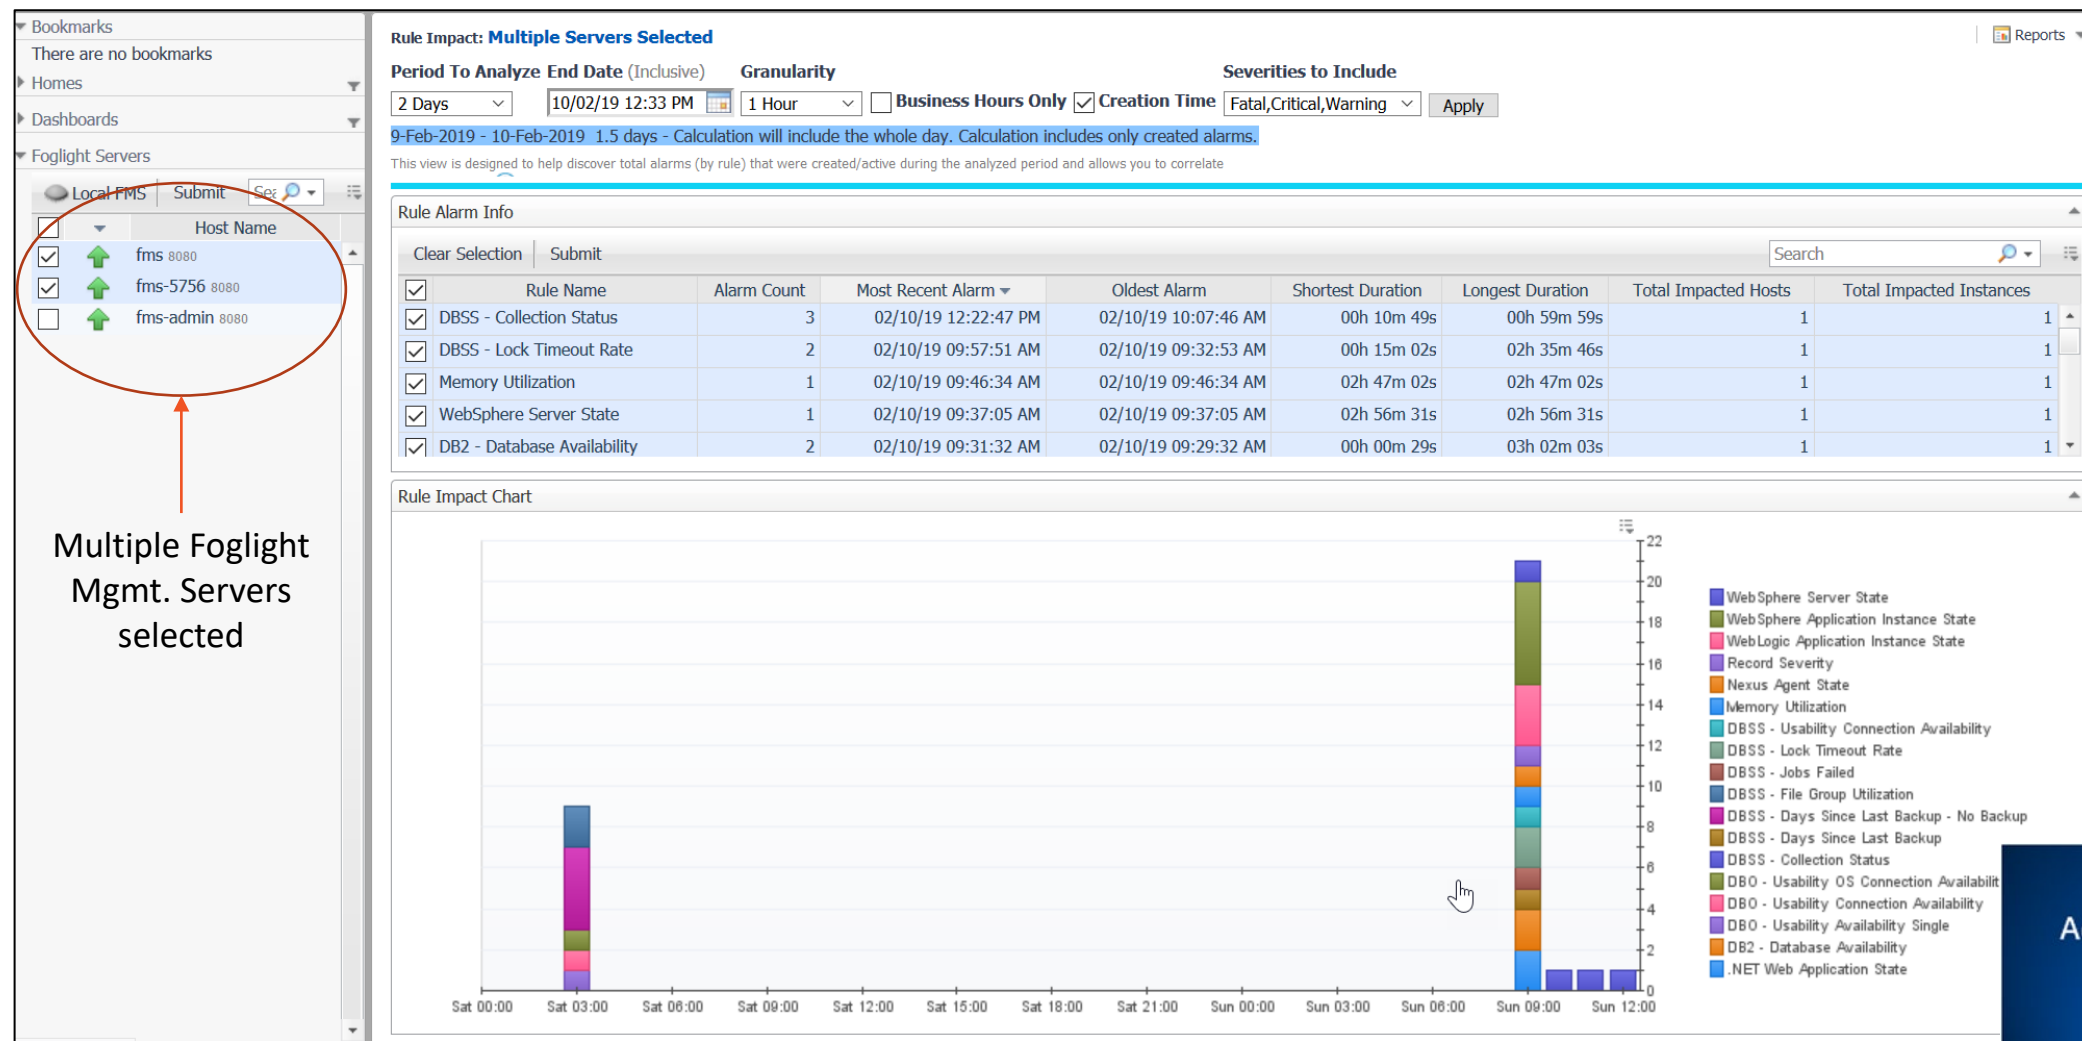 Bookmarks
There are no bookmarks
Homes
Dashboards
Foglight Servers
Local FMS Submit
Host Name
fms 8080
fms-5756 8080
fms-admin 8080
Multiple Foglight
Mgmt. Servers
selected
Rule Impact: Multiple Servers Selected
Reports
Period To Analyze End Date (Inclusive) Granularity Severities to Include
2 Days 10/02/19 12:33 PM 1 Hour Business Hours Only Creation Time Fatal,Critical,Warning Apply
9-Feb-2019 - 10-Feb-2019 1.5 days - Calculation will include the whole day. Calculation includes only created alarms.
This view is designed to help discover total alarms (by rule) that were created/active during the analyzed period and allows you to correlate
Rule Alarm Info
Clear Selection Submit Search
Rule Name Alarm Count Most Recent Alarm Oldest Alarm Shortest Duration Longest Duration Total Impacted Hosts Total Impacted Instances
DBSS - Collection Status 3 02/10/19 12:22:47 PM 02/10/19 10:07:46 AM 00h 10m 49s 00h 59m 59s 1 1
DBSS - Lock Timeout Rate 2 02/10/19 09:57:51 AM 02/10/19 09:32:53 AM 00h 15m 02s 02h 35m 46s 1 1
Memory Utilization 1 02/10/19 09:46:34 AM 02/10/19 09:46:34 AM 02h 47m 02s 02h 47m 02s 1 1
WebSphere Server State 1 02/10/19 09:37:05 AM 02/10/19 09:37:05 AM 02h 56m 31s 02h 56m 31s 1 1
DB2 - Database Availability 2 02/10/19 09:31:32 AM 02/10/19 09:29:32 AM 00h 00m 29s 03h 02m 03s 1 1
Rule Impact Chart
22
20
18
16
14
12
10
8
6
4
2
0
Sat 00:00 Sat 03:00 Sat 06:00 Sat 09:00 Sat 12:00 Sat 15:00 Sat 18:00 Sat 21:00 Sun 00:00 Sun 03:00 Sun 06:00 Sun 09:00 Sun 12:00
WebSphere Server State
WebSphere Application Instance State
WebLogic Application Instance State
Record Severity
Nexus Agent State
Memory Utilization
DBSS - Usability Connection Availability
DBSS - Lock Timeout Rate
DBSS - Jobs Failed
DBSS - File Group Utilization
DBSS - Days Since Last Backup - No Backup
DBSS - Days Since Last Backup
DBSS - Collection Status
DBO - Usability OS Connection Availabilit
DBO - Usability Connection Availability
DBO - Usability Availability Single
DB2 - Database Availability
.NET Web Application State